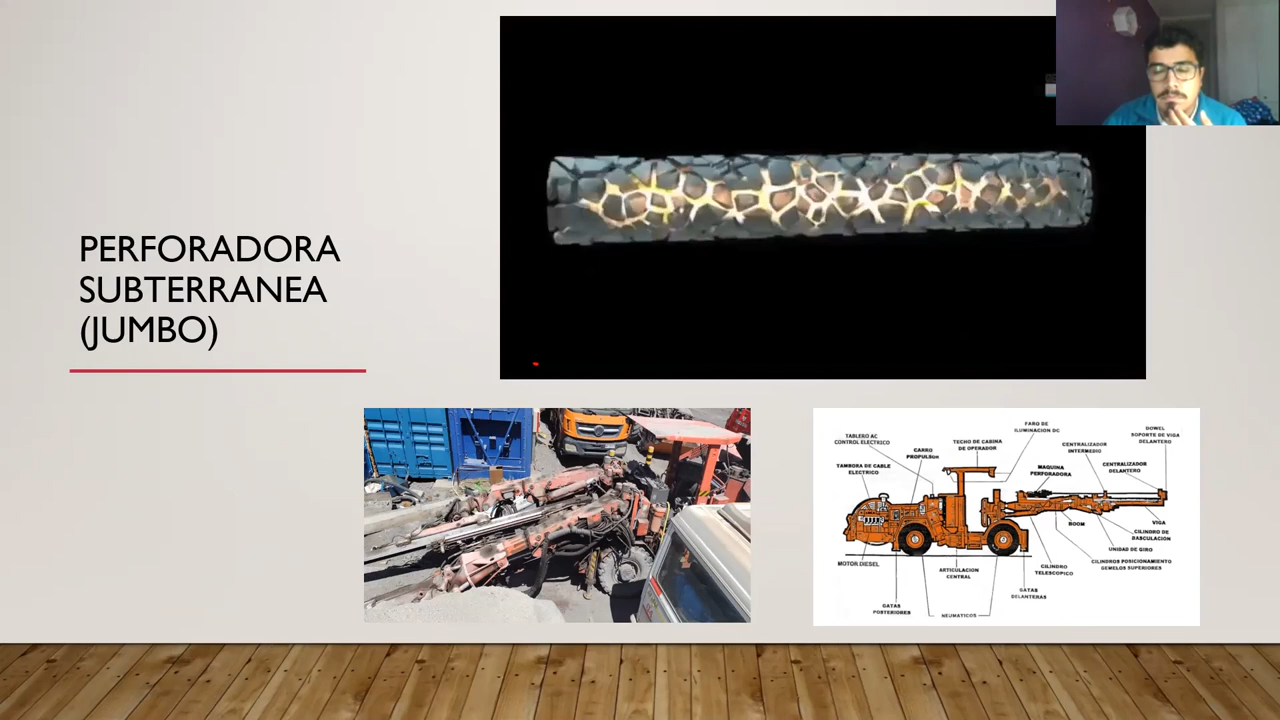 PERFORADORA
SUBTERRANEA
(JUMBO)
FARO DE
ILUMINACION DC
TABLERO AC
CONTROL ELECTRICO
TECHO DE CABINA
DE OPERADOR
CENTRALIZADOR
INTERMEDIO
DOWEL
SOPORTE DE VIGA
DELANTERO
CARRO
PROPULSOR
TAMBORA DE CABLE
ELECTRICO
MAQUINA
PERFORADORA
CENTRALIZADOR
DELANTERO
BOOM
VIGA
CILINDRO DE
BASCULACION
UNIDAD DE GIRO
CILINDROS POSICIONAMIENTO
GEMELOS SUPERIORES
MOTOR DIESEL
ARTICULACION
CENTRAL
CILINDRO
TELESCOPICO
GATAS
DELANTERAS
GATAS
POSTERIORES
NEUMATICOS